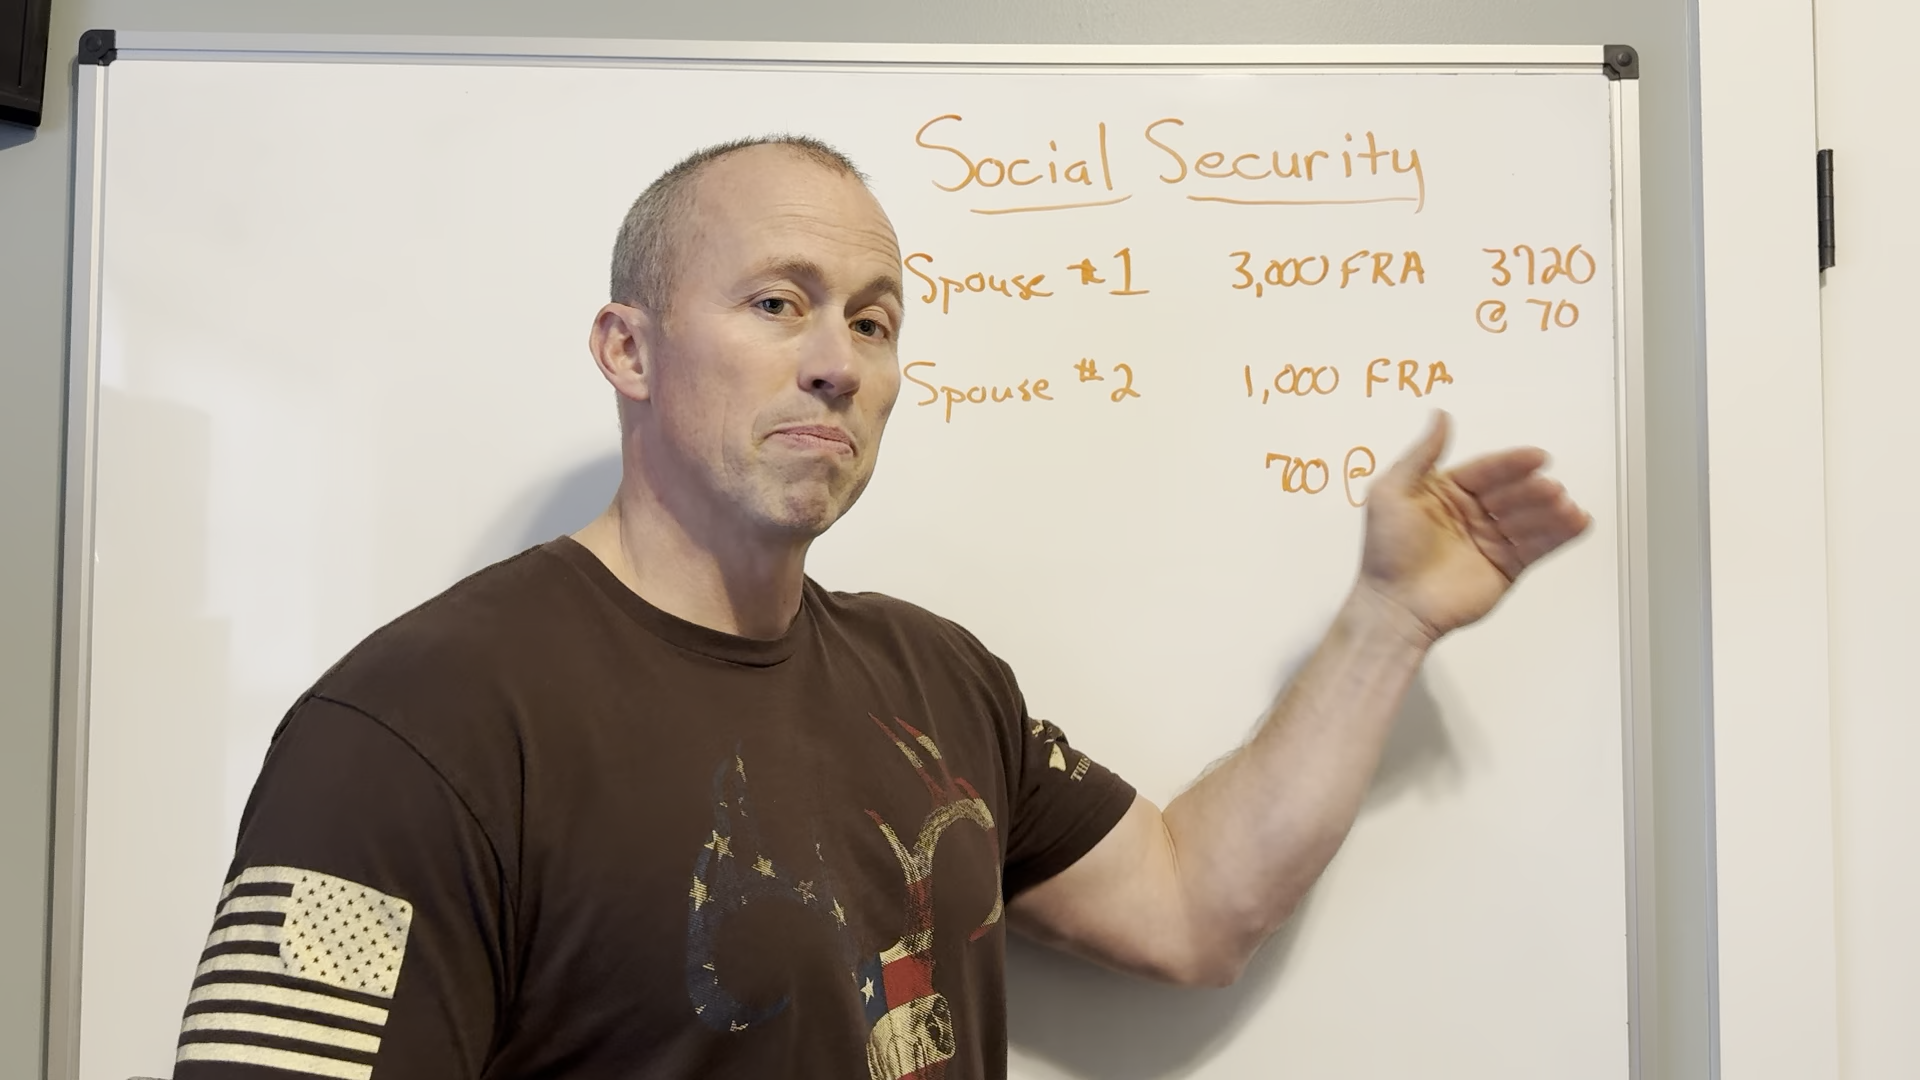 Social Security
Spouse #1 3,000 FRA 3720
@ 70
Spouse #2 1,000 FRA
700 @